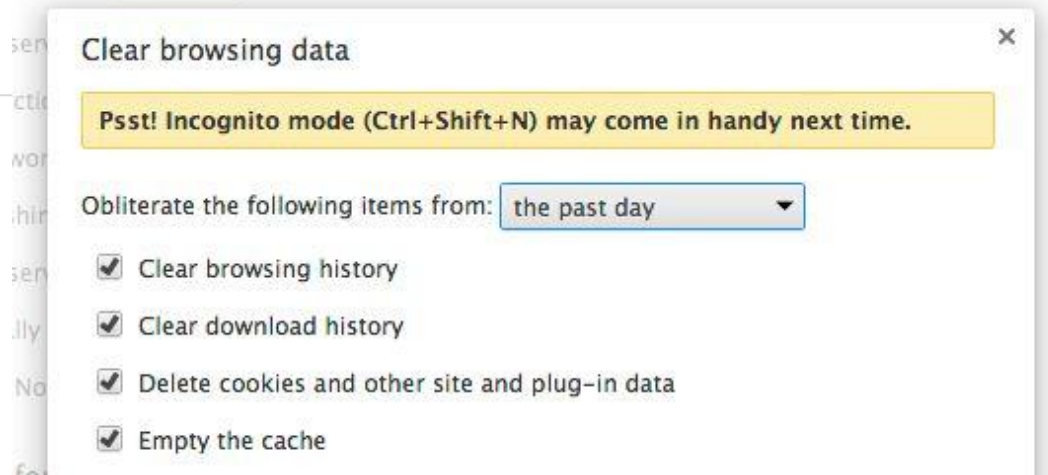 Clear browsing data
×
Psst! Incognito mode (Ctrl+Shift+N) may come in handy next time.
Obliterate the following items from: the past day
Clear browsing history
Clear download history
Delete cookies and other site and plug-in data
Empty the cache